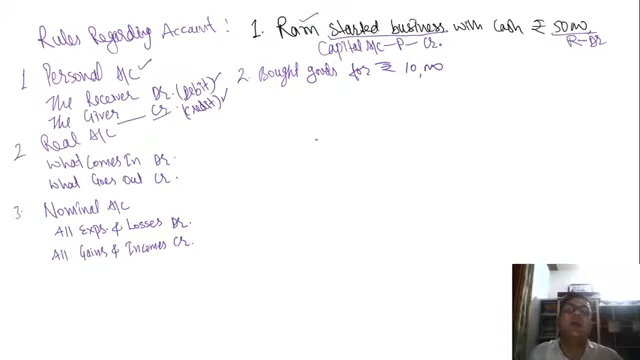 Rules Regarding Account!
1 Personal A/C ✓
The Receiver Dr. (Debit) ✓
The Giver Cr. (Credit) ✓
2 Real A/C
What Comes In Dr.
What Goes Out Cr.
3. Nominal A/C
All Exps. & Losses Dr.
All Gains & Incomes Cr.
1. Ram started business with cash ₹ 50000
Capital A/C – P – Cr. R – Dr
2. Bought goods for ₹ 10,000